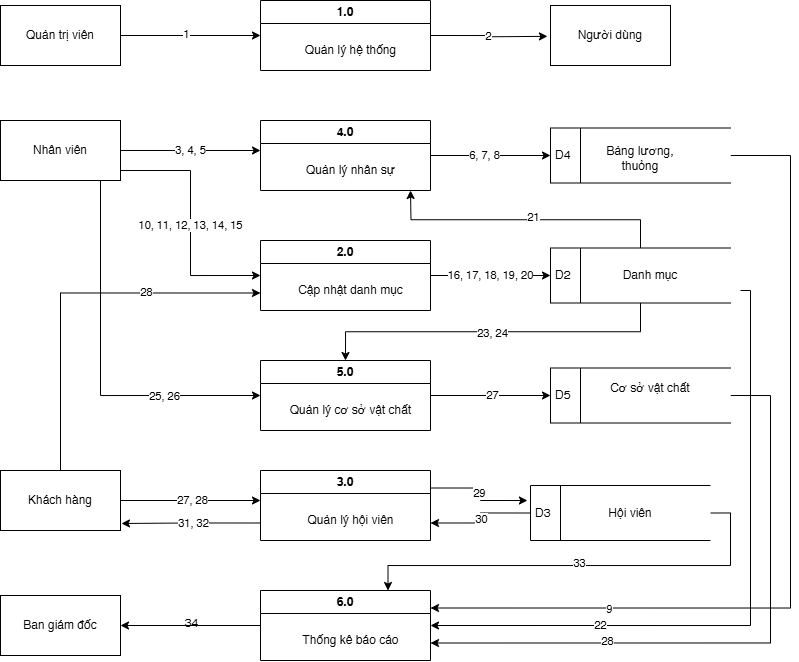 1.0
Quản trị viên
1
Quản lý hệ thống
2
Người dùng
4.0
Nhân viên
3, 4, 5
Quản lý nhân sự
6, 7, 8
D4
Bảng lương,
thưởng
21
10, 11, 12, 13, 14, 15
2.0
28
Cập nhật danh mục
16, 17, 18, 19, 20
D2
Danh mục
23, 24
5.0
25, 26
Quản lý cơ sở vật chất
27
D5
Cơ sở vật chất
3.0
Khách hàng
27, 28
31, 32
Quản lý hội viên
29
30
D3
Hội viên
33
6.0
Ban giám đốc
34
Thống kê báo cáo
9
22
28